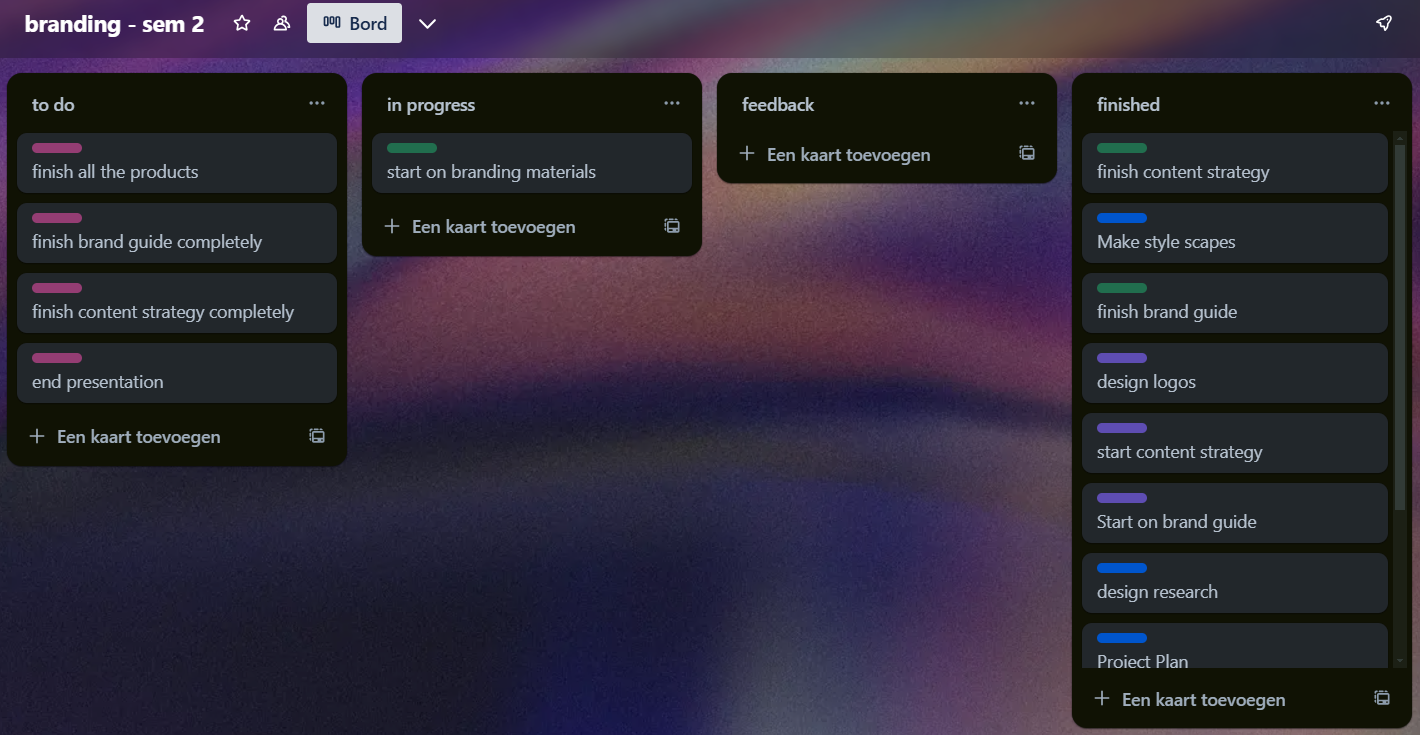 branding - sem 2
Bord
to do
finish all the products
finish brand guide completely
finish content strategy completely
end presentation
Een kaart toevoegen
in progress
start on branding materials
Een kaart toevoegen
feedback
Een kaart toevoegen
finished
finish content strategy
Make style scapes
finish brand guide
design logos
start content strategy
Start on brand guide
design research
Project Plan
Een kaart toevoegen